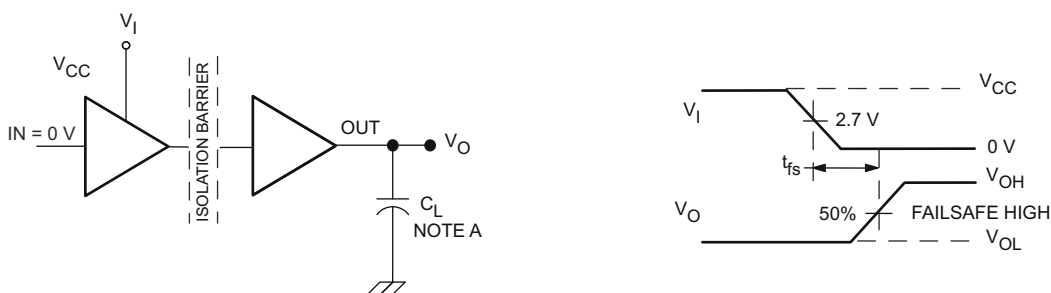 V_I
V_CC
IN = 0 V
ISOLATION BARRIER
OUT
V_O
C_L
NOTE A
V_I
V_CC
2.7 V
0 V
t_fs
V_O
50%
V_OH
FAILSAFE HIGH
V_OL